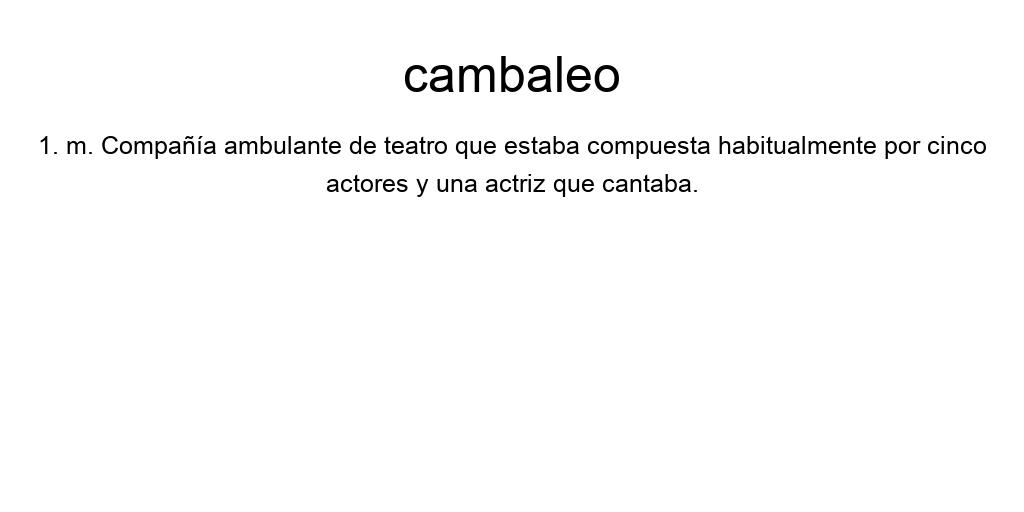 cambaleo
1. m. Compañía ambulante de teatro que estaba compuesta habitualmente por cinco
actores y una actriz que cantaba.